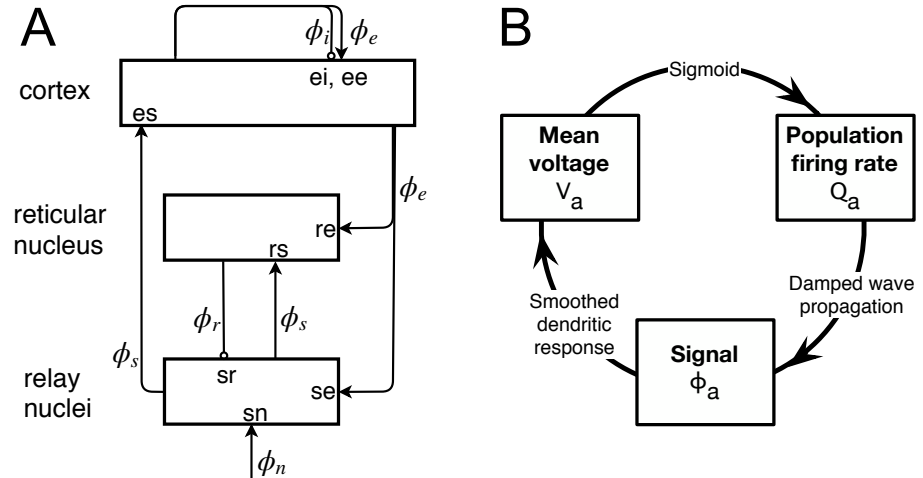 A
ϕi
ϕe
cortex
ei, ee
es
ϕe
reticular
nucleus
re
rs
ϕr
ϕs
ϕs
relay
nuclei
sr
se
sn
ϕn
B
Sigmoid
Mean
voltage
Va
Population
firing rate
Qa
Smoothed
dendritic
response
Damped wave
propagation
Signal
ϕa